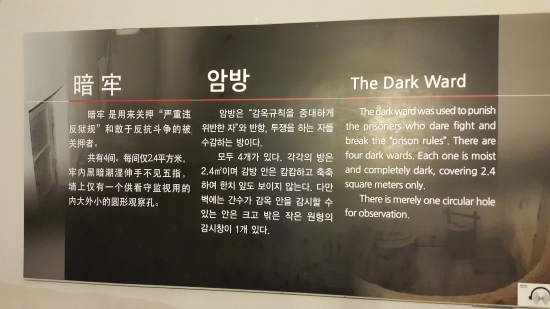 暗 牢
暗牢 是用来关押“严重违
反狱规”和敢于反抗斗争的被
关押者。
共有4间，每间仅2.4平方米，
牢内黑暗潮湿伸手不见五指，
墙上仅有一个供看守监视用的
内大外小的圆形观察孔。
암방
암방은 “감옥규칙을 중대하게
위반한 자”와 반항, 투쟁을 하는 자를
수감하는 방이다.
모두 4개가 있다. 각각의 방은
2.4㎡이며 감방 안은 캄캄하고 축축
하여 한치 앞도 보이지 않는다. 다만
벽에는 간수가 감옥 안을 감시할 수
있는 안은 크고 밖은 작은 원형의
감시창이 1개 있다.
The Dark Ward
The dark ward was used to punish
the prisoners who dare fight and
break the “prison rules”. There are
four dark wards. Each one is moist
and completely dark, covering 2.4
square meters only.
There is merely one circular hole
for observation.